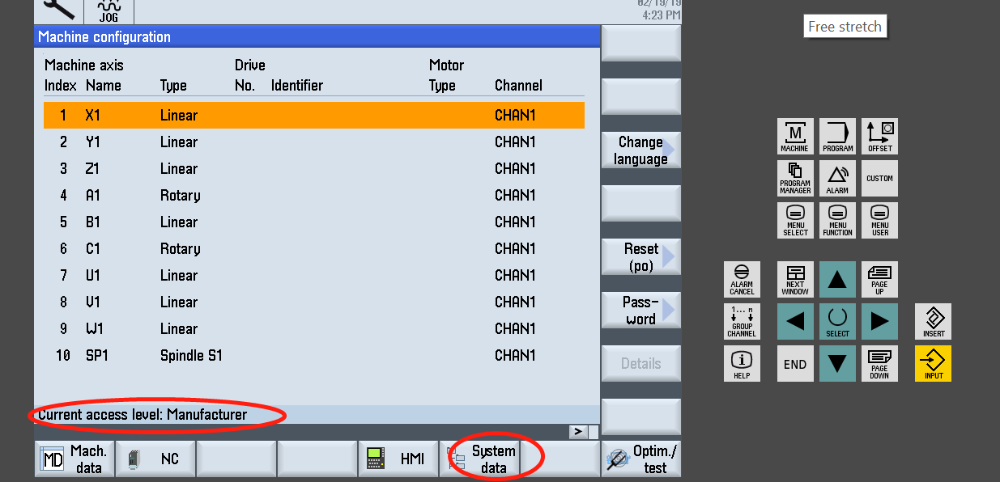 JOG
02/19/19
4:23 PM
Free stretch
Machine configuration
Machine axis Drive Motor
Index Name Type No. Identifier Type Channel
1 X1 Linear CHAN1
2 Y1 Linear CHAN1
3 Z1 Linear CHAN1
4 A1 Rotary CHAN1
5 B1 Linear CHAN1
6 C1 Rotary CHAN1
7 U1 Linear CHAN1
8 V1 Linear CHAN1
9 W1 Linear CHAN1
10 SP1 Spindle S1 CHAN1
Current access level: Manufacturer
Change
language
Reset
(po)
Pass-
word
Details
>
MD Mach.
data
NC
HMI
System
data
Optim./
test
M
MACHINE
PROGRAM
OFFSET
PROGRAM
MANAGER
ALARM
CUSTOM
MENU
SELECT
MENU
FUNCTION
MENU
USER
ALARM
CANCEL
NEXT
WINDOW
PAGE
UP
1... n
GROUP
CHANNEL
SELECT
INSERT
i
HELP
END
PAGE
DOWN
INPUT